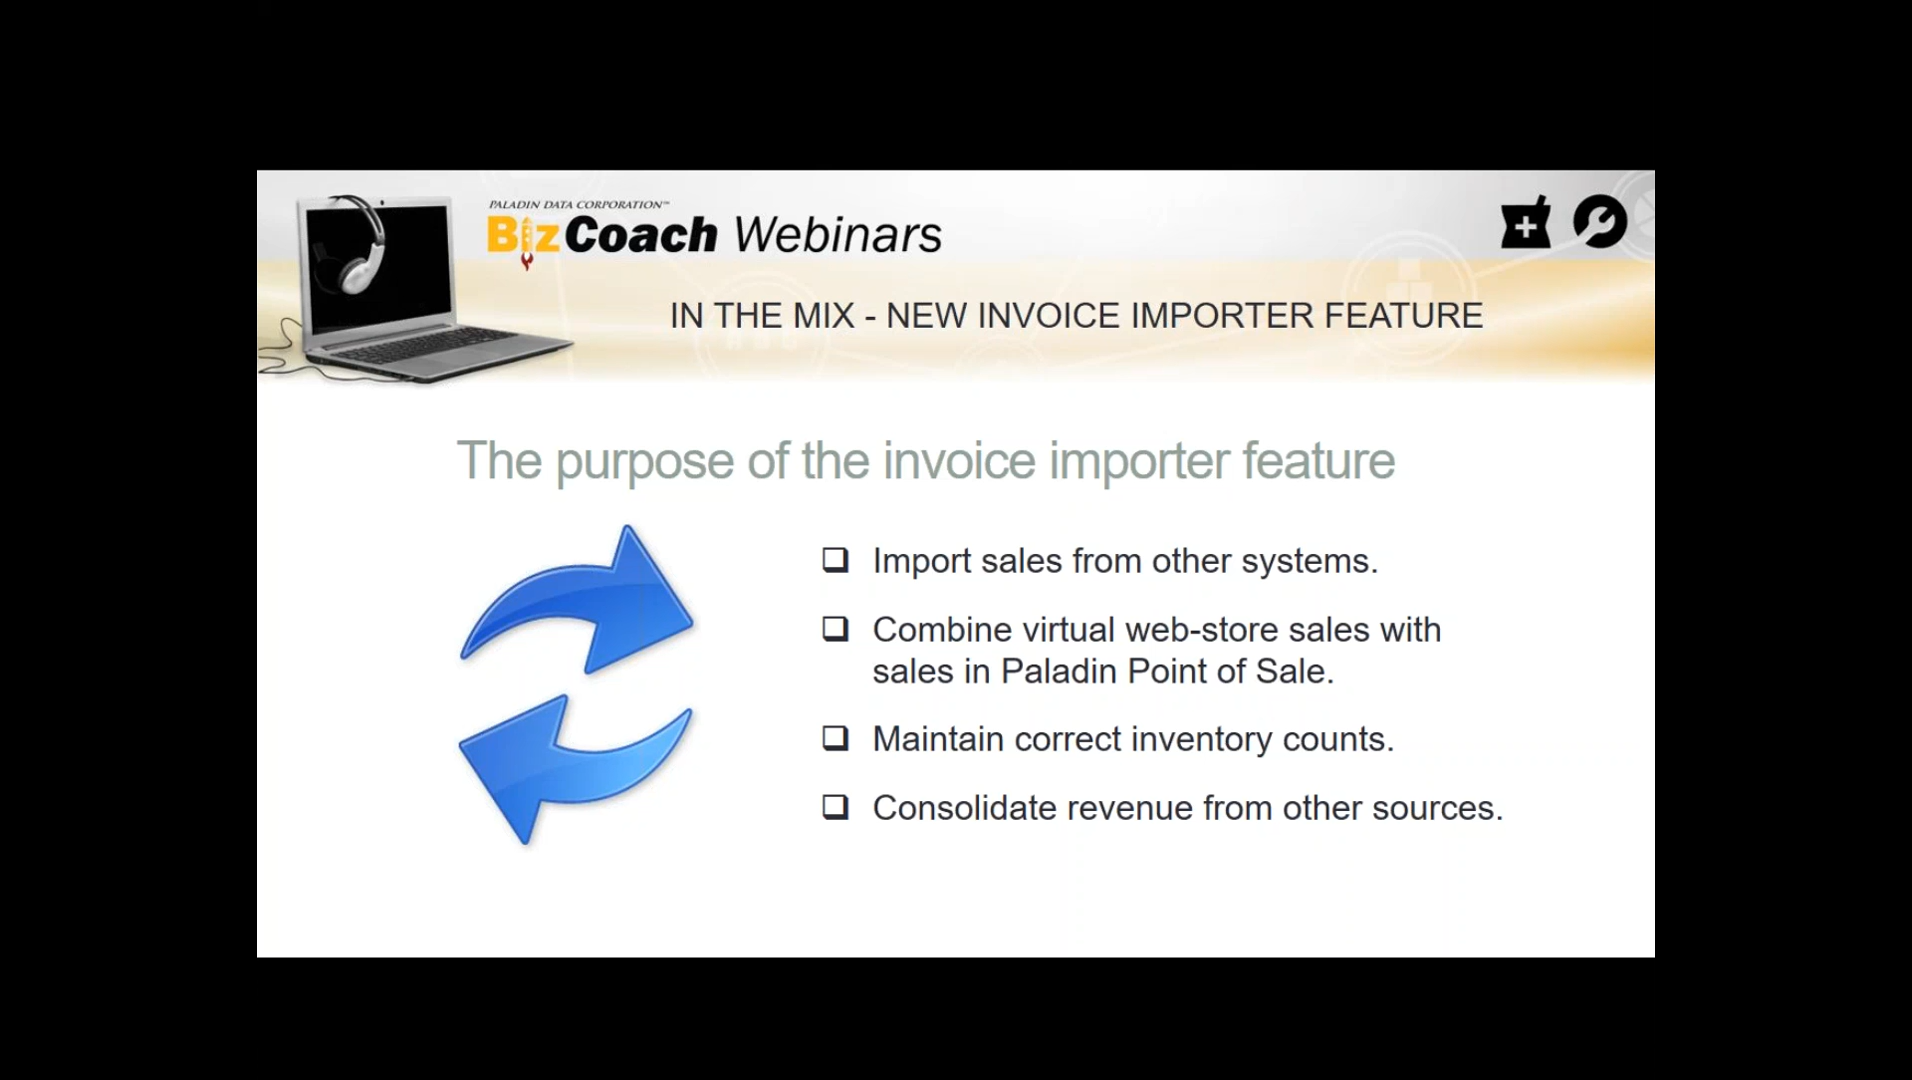 PALADIN DATA CORPORATION™
BizCoach Webinars
IN THE MIX - NEW INVOICE IMPORTER FEATURE
The purpose of the invoice importer feature
❑ Import sales from other systems.
❑ Combine virtual web-store sales with
sales in Paladin Point of Sale.
❑ Maintain correct inventory counts.
❑ Consolidate revenue from other sources.